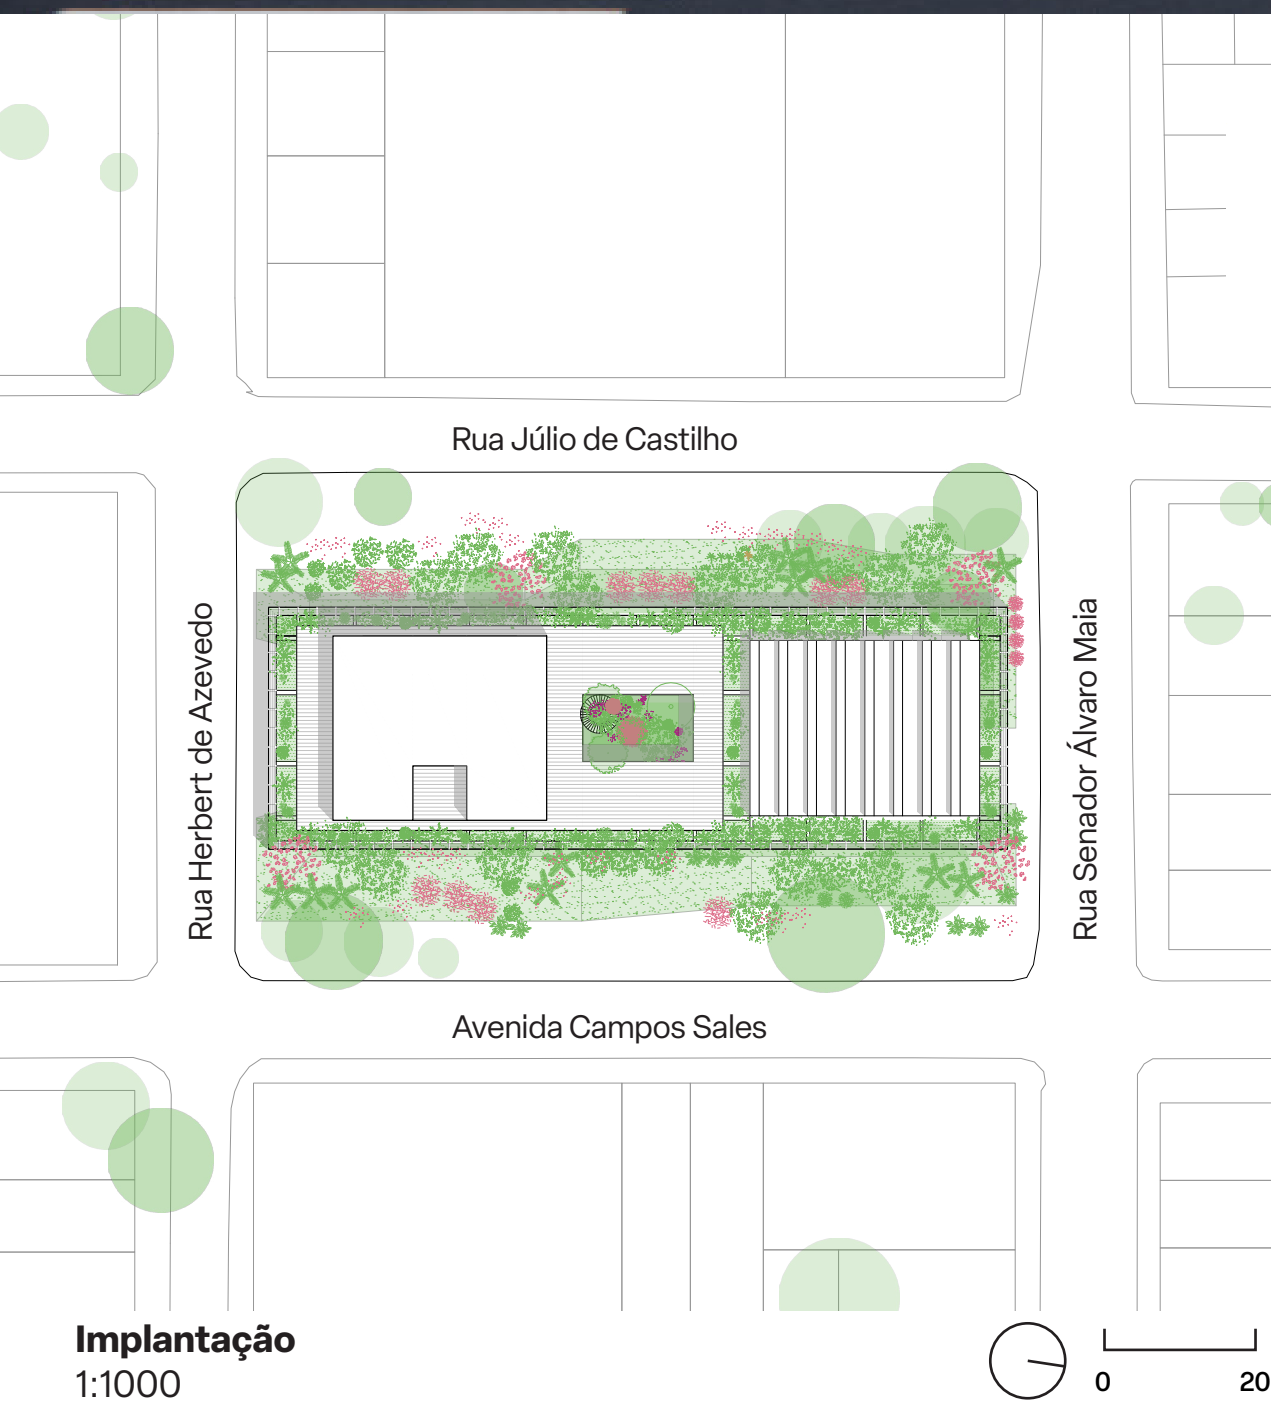 Rua Júlio de Castilho
Rua Herbert de Azevedo
Rua Senador Álvaro Maia
Avenida Campos Sales
Implantação
1:1000
0
20